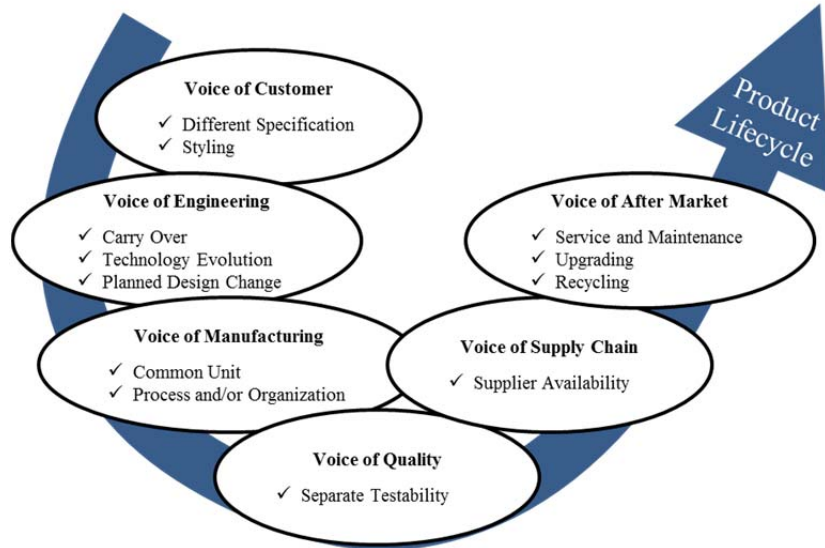 Voice of Customer
✓ Different Specification
✓ Styling
Voice of Engineering
✓ Carry Over
✓ Technology Evolution
✓ Planned Design Change
Voice of Manufacturing
✓ Common Unit
✓ Process and/or Organization
Voice of Quality
✓ Separate Testability
Voice of Supply Chain
✓ Supplier Availability
Voice of After Market
✓ Service and Maintenance
✓ Upgrading
✓ Recycling
Product
Lifecycle